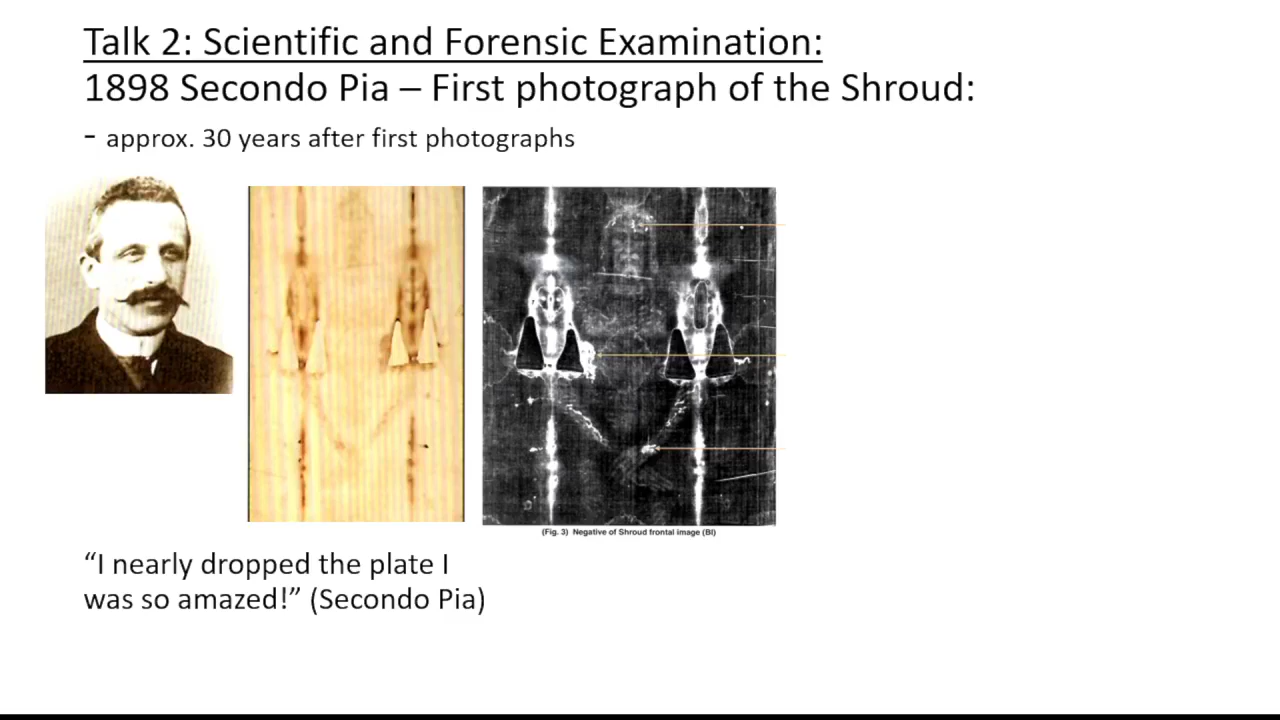 Talk 2: Scientific and Forensic Examination:
1898 Secondo Pia – First photograph of the Shroud:
- approx. 30 years after first photographs
(Fig. 3) Negative of Shroud frontal image (BI)
“I nearly dropped the plate I
was so amazed!” (Secondo Pia)